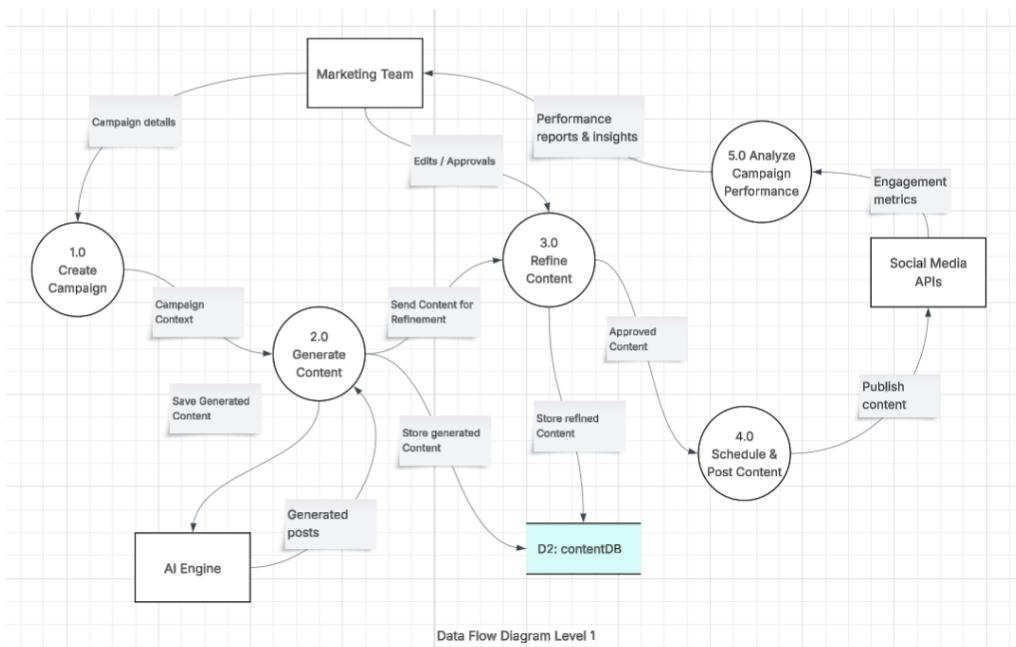 Marketing Team
Campaign details
Performance
reports & insights
Edits / Approvals
5.0 Analyze
Campaign
Performance
Engagement
metrics
1.0
Create
Campaign
3.0
Refine
Content
Social Media
APIs
Campaign
Context
Send Content for
Refinement
2.0
Generate
Content
Approved
Content
Save Generated
Content
Publish
content
Store generated
Content
Store refined
Content
4.0
Schedule &
Post Content
Generated
posts
AI Engine
D2: contentDB
Data Flow Diagram Level 1